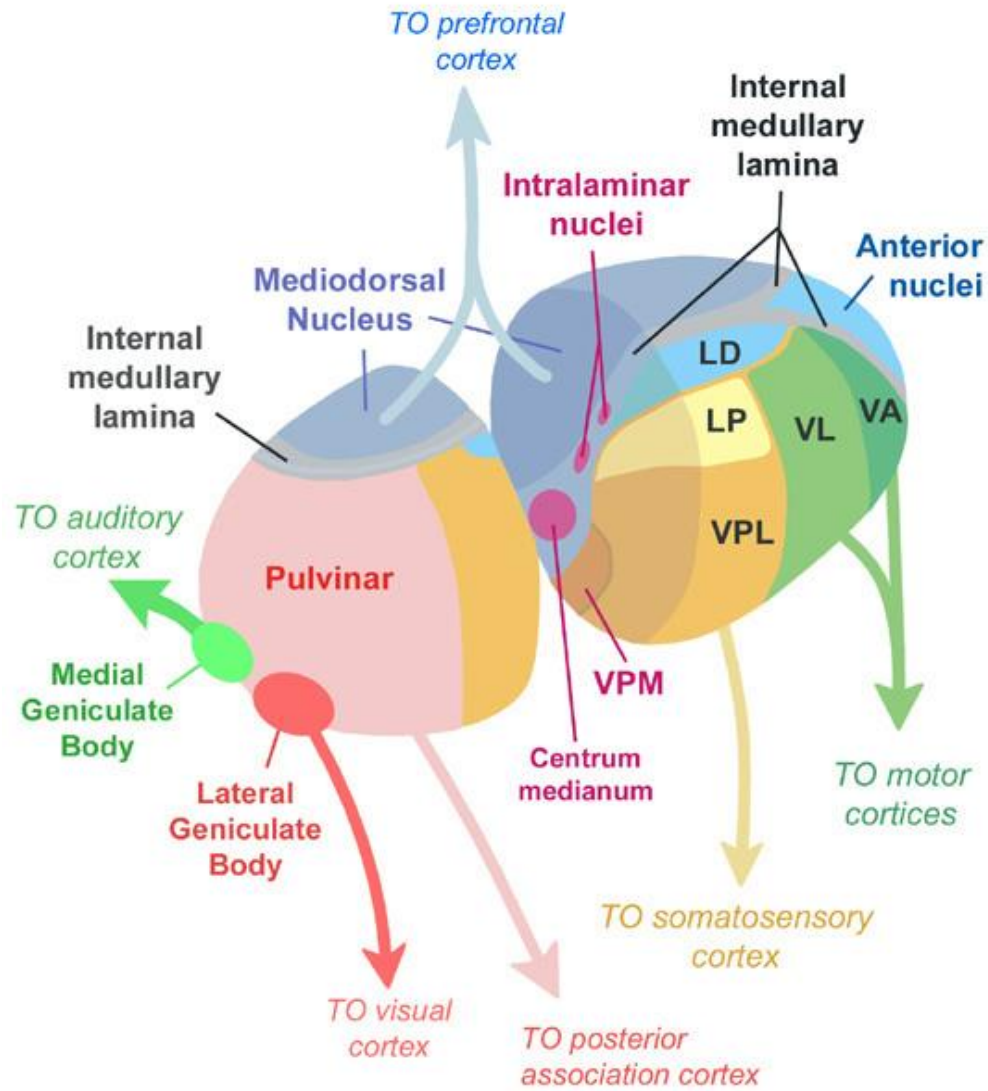 TO prefrontal
cortex
Internal
medullary
lamina
Intralaminar
nuclei
Anterior
nuclei
Mediodorsal
Nucleus
Internal
medullary
lamina
LD
LP
VL
VA
TO auditory
cortex
VPL
Pulvinar
Medial
Geniculate
Body
VPM
Centrum
medianum
Lateral
Geniculate
Body
TO motor
cortices
TO somatosensory
cortex
TO visual
cortex
TO posterior
association cortex